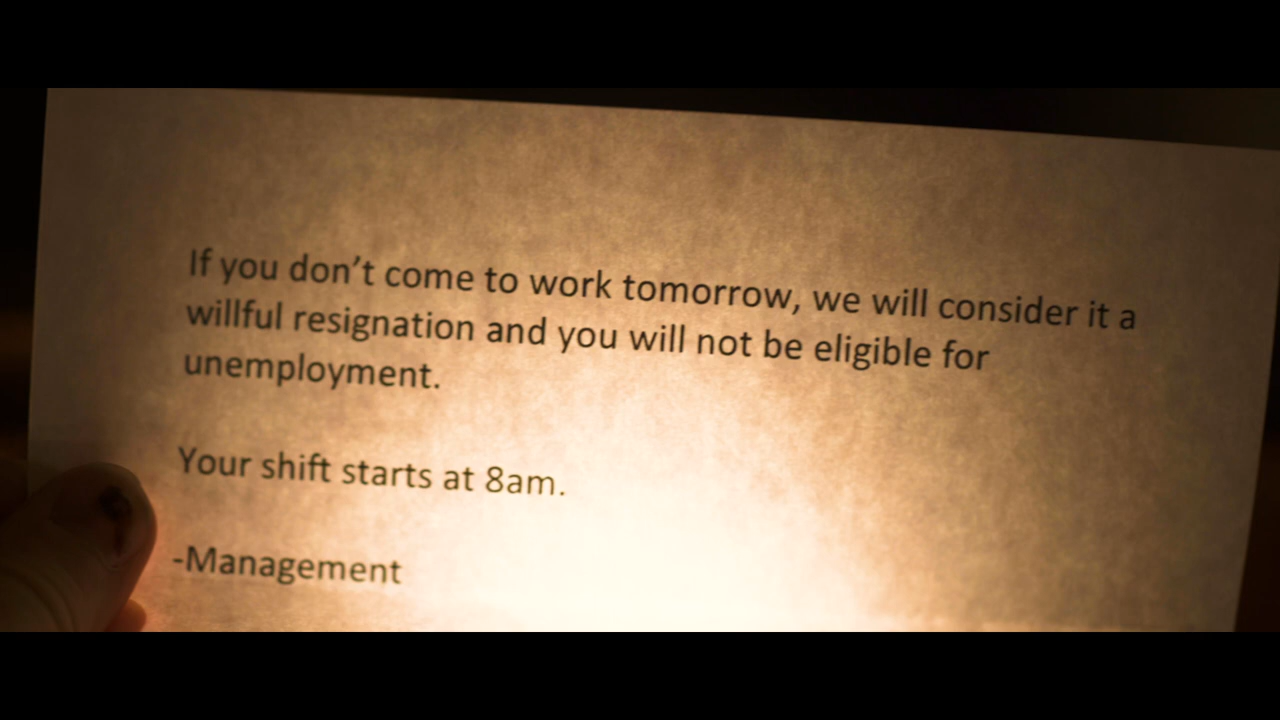 If you don't come to work tomorrow, we will consider it a
willful resignation and you will not be eligible for
unemployment.
Your shift starts at 8am.
-Management